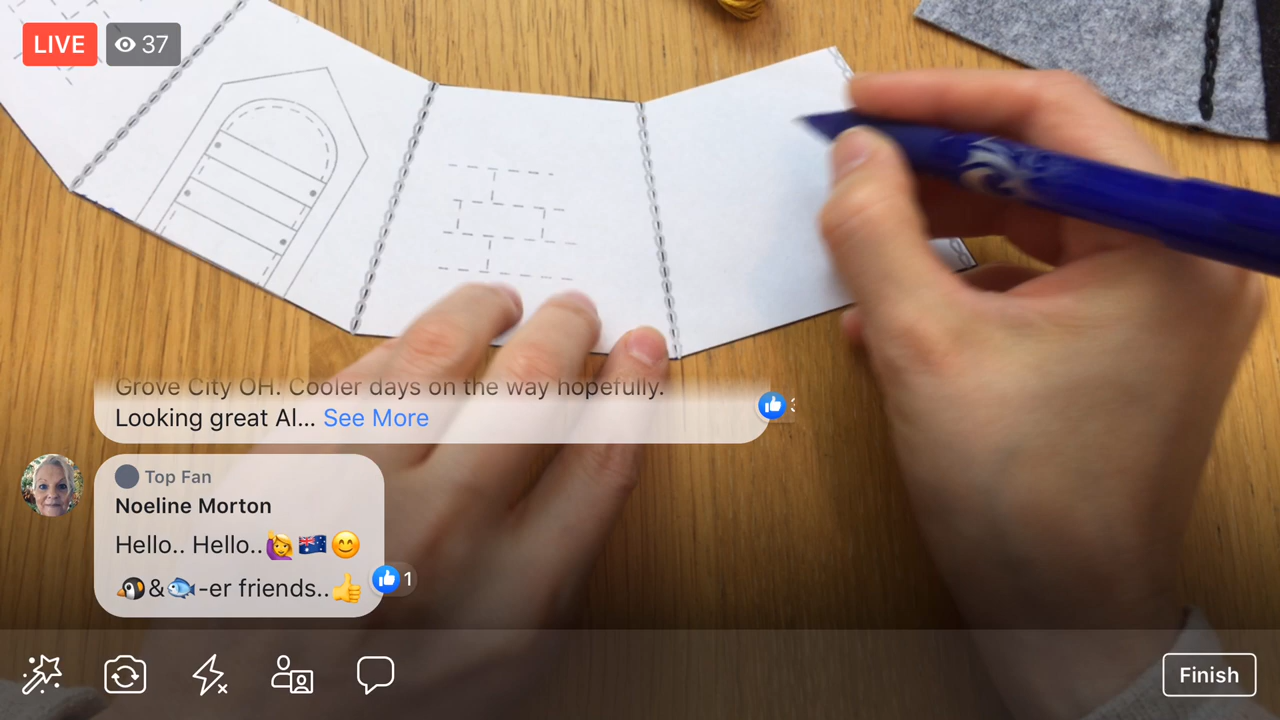 LIVE 37
Grove City OH. Cooler days on the way hopefully.
Looking great Al... See More
Top Fan
Noeline Morton
Hello.. Hello..🙋🇦🇺😊
🐧&🐟-er friends..👍
1
Finish